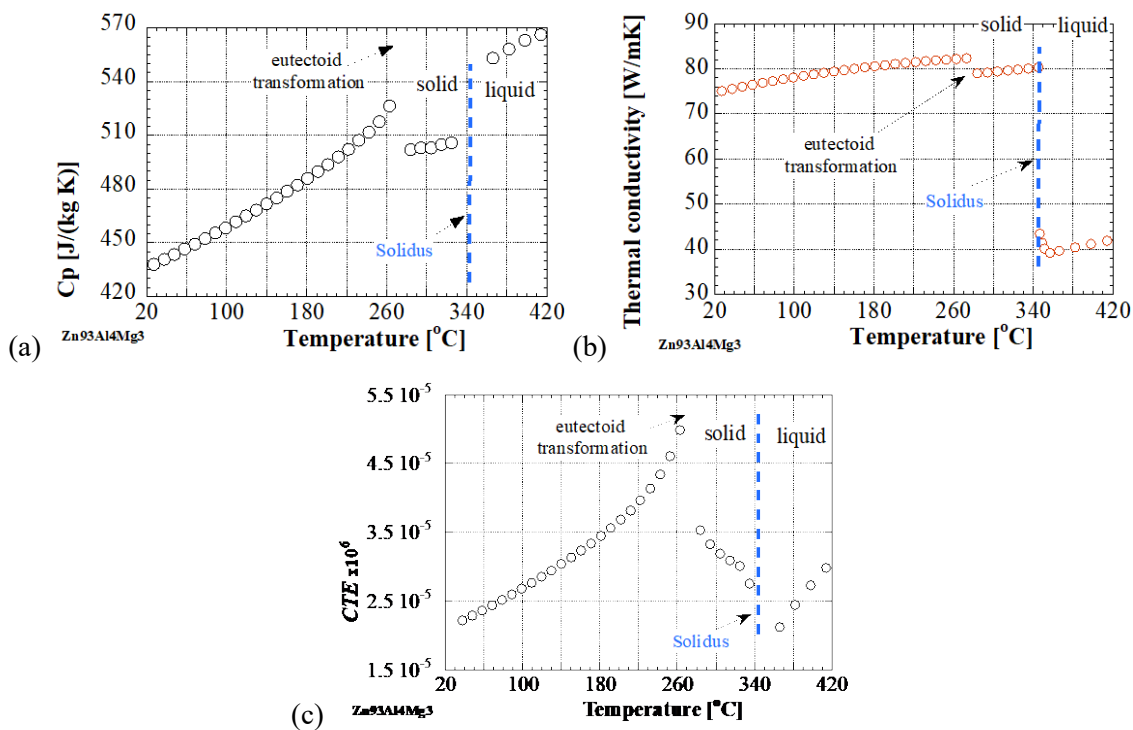 570
540
510
480
450
420
Cp [J/(kg K)]
eutectoid
transformation
solid
liquid
Solidus
20
100
180
260
340
420
Temperature [°C]
Zn93Al4Mg3
(a)
90
80
70
60
50
40
30
Thermal conductivity [W/mK]
solid
liquid
eutectoid
transformation
Solidus
20
100
180
260
340
420
Temperature [°C]
Zn93Al4Mg3
(b)
5.5 10⁻⁵
4.5 10⁻⁵
3.5 10⁻⁵
2.5 10⁻⁵
1.5 10⁻⁵
CTE x10⁶
eutectoid
transformation
solid
liquid
Solidus
20
100
180
260
340
420
Temperature [°C]
Zn93Al4Mg3
(c)